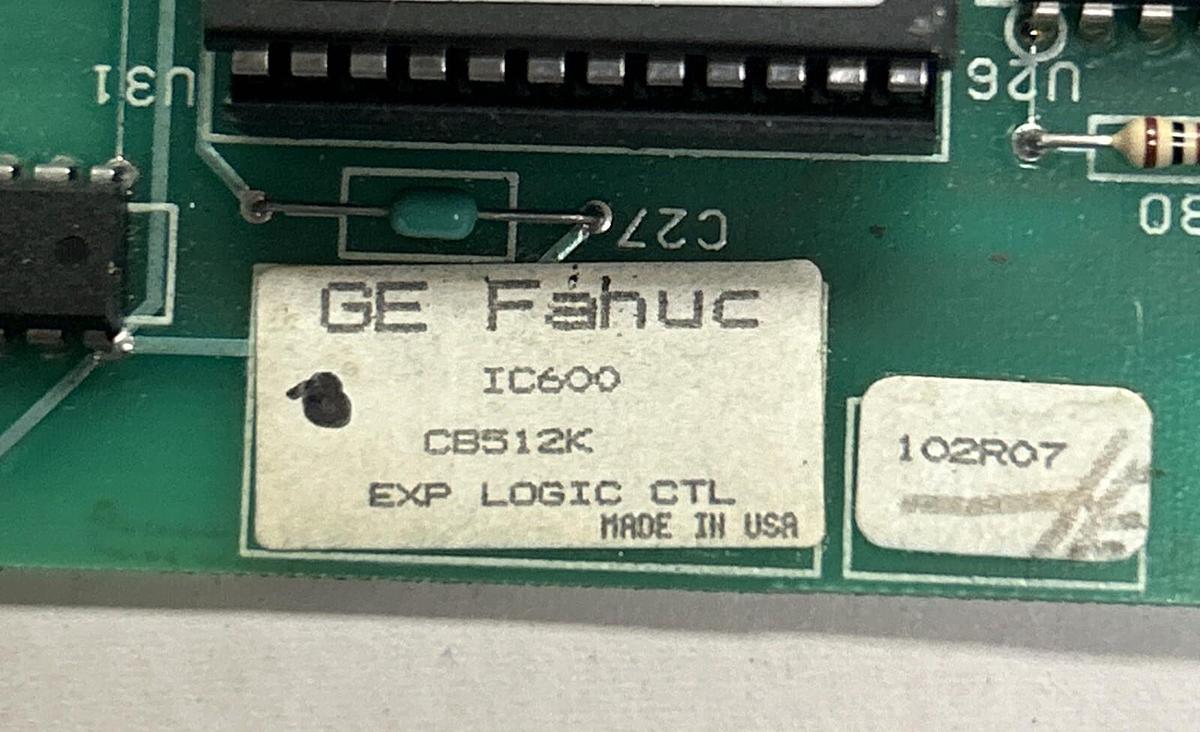 U31
U26
C27
GE Fanuc
IC600
CB512K
EXP LOGIC CTL
MADE IN USA
102R07